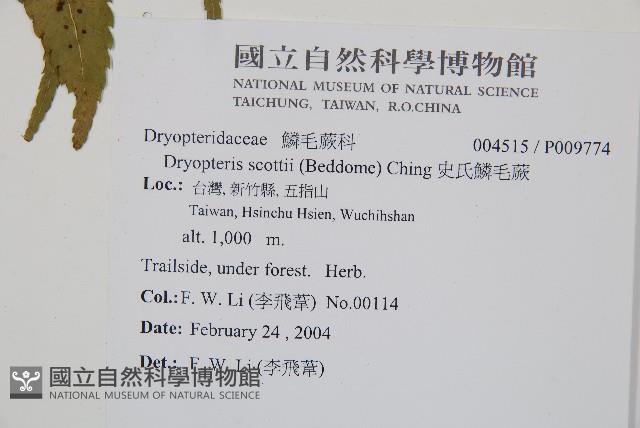 國立自然科學博物館
NATIONAL MUSEUM OF NATURAL SCIENCE
TAICHUNG, TAIWAN, R.O.CHINA
Dryopteridaceae 鱗毛蕨科 004515 / P009774
Dryopteris scottii (Beddome) Ching 史氏鱗毛蕨
Loc.: 台灣, 新竹縣, 五指山
Taiwan, Hsinchu Hsien, Wuchihshan
alt. 1,000 m.
Trailside, under forest. Herb.
Col.: F. W. Li (李飛葦) No.00114
Date: February 24 , 2004
Det.: F. W. Li (李飛葦)
國立自然科學博物館
NATIONAL MUSEUM OF NATURAL SCIENCE